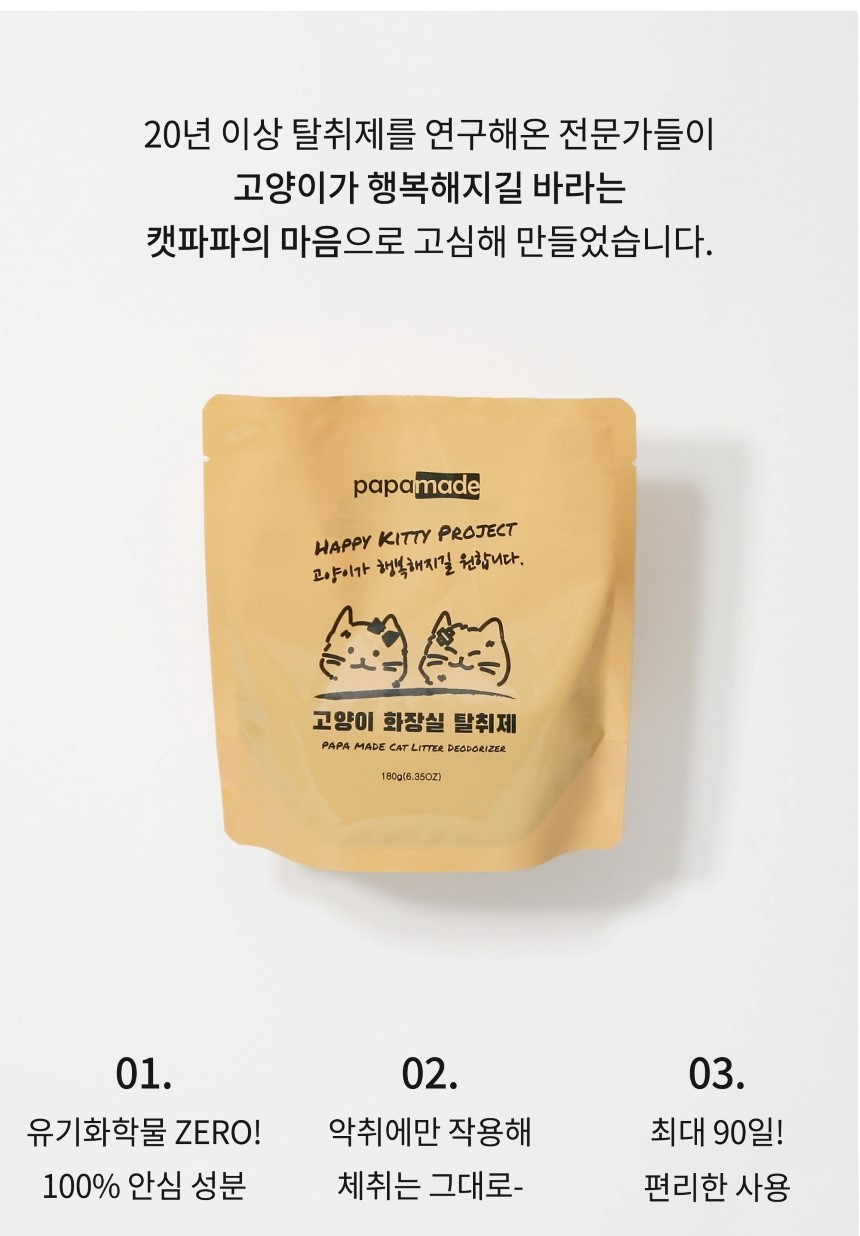 20년 이상 탈취제를 연구해온 전문가들이
고양이가 행복해지길 바라는
캣파파의 마음으로 고심해 만들었습니다.
papamade
HAPPY KITTY PROJECT
고양이가 행복해지길 원합니다.
고양이 화장실 탈취제
PAPA MADE CAT LITTER DEODORIZER
180g(6.35OZ)
01.
유기화학물 ZERO!
100% 안심 성분
02.
악취에만 작용해
체취는 그대로-
03.
최대 90일!
편리한 사용